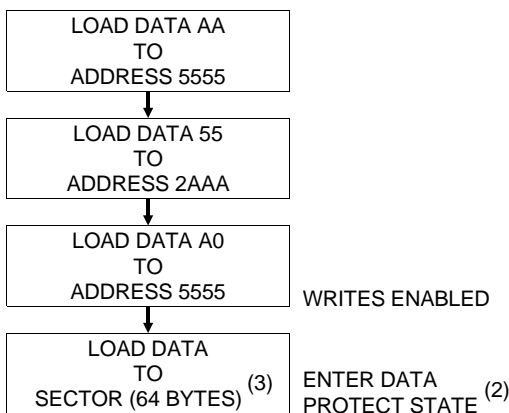 LOAD DATA AA
TO
ADDRESS 5555
LOAD DATA 55
TO
ADDRESS 2AAA
LOAD DATA A0
TO
ADDRESS 5555
WRITES ENABLED
LOAD DATA
TO
SECTOR (64 BYTES) (3)
ENTER DATA
PROTECT STATE (2)